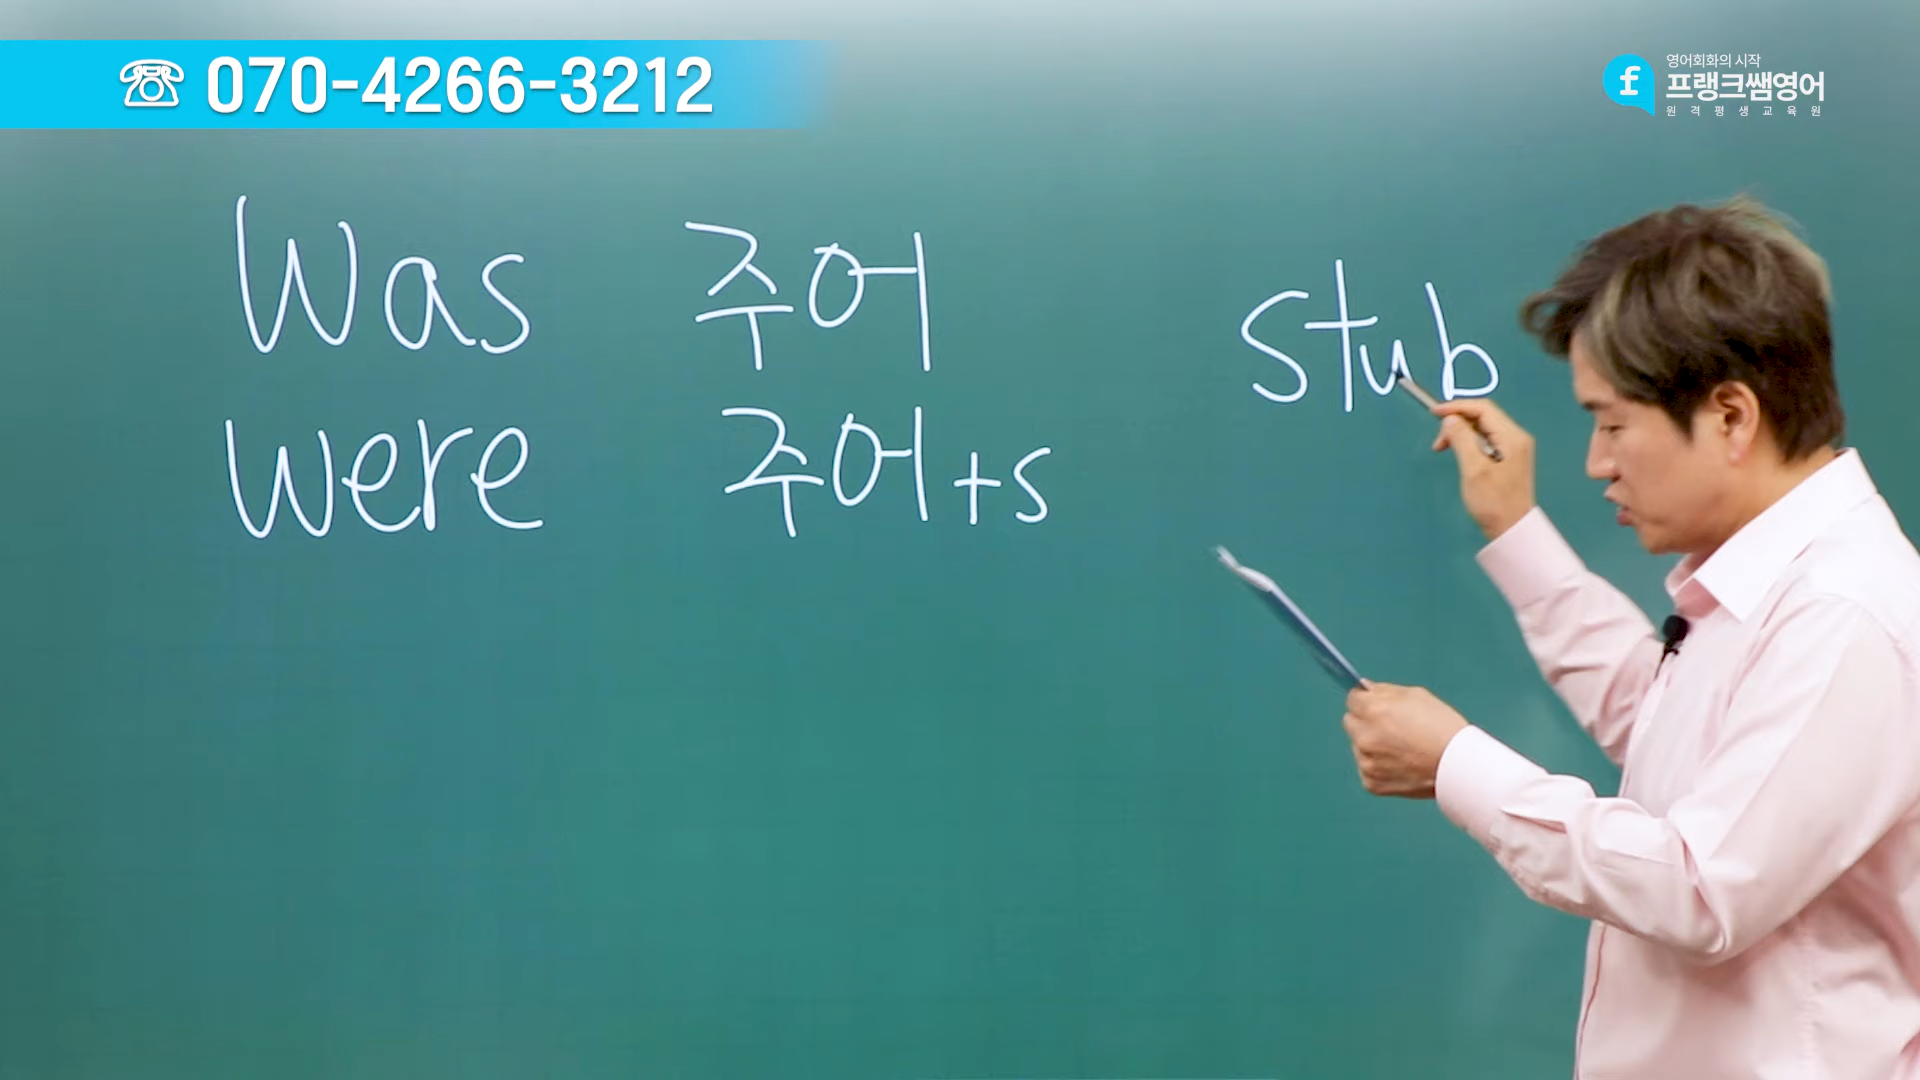 070-4266-3212
영어회화의 시작
프랭크쌤영어
원격평생교육원
Was 주어
stub
were 주어+s